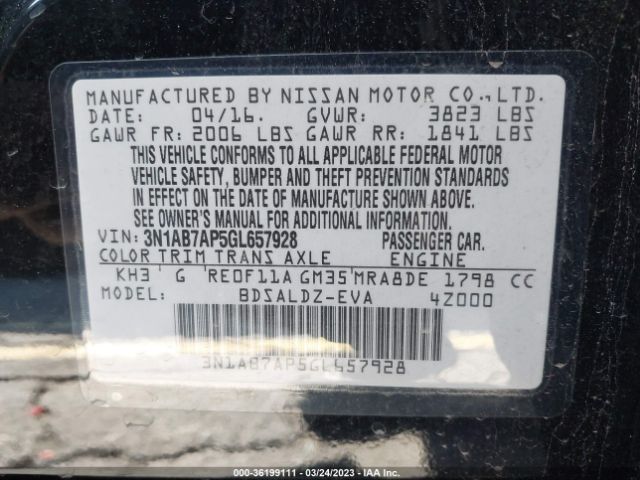 MANUFACTURED BY NISSAN MOTOR CO., LTD.
DATE: 04/16. GVWR: 3823 LBS
GAWR FR: 2006 LBS GAWR RR: 1841 LBS
THIS VEHICLE CONFORMS TO ALL APPLICABLE FEDERAL MOTOR
VEHICLE SAFETY, BUMPER AND THEFT PREVENTION STANDARDS
IN EFFECT ON THE DATE OF MANUFACTURE SHOWN ABOVE.
SEE OWNER'S MANUAL FOR ADDITIONAL INFORMATION.
VIN: 3N1AB7AP5GL657928 PASSENGER CAR.
COLOR TRIM TRANS AXLE ENGINE
KH3 G RE0F11A GM35 MRA8DE 1798 CC
MODEL: BDSALDZ-EVA 4Z000
3N1AB7AP5GL657928
000-36199111 — 03/24/2023 — IAA Inc.